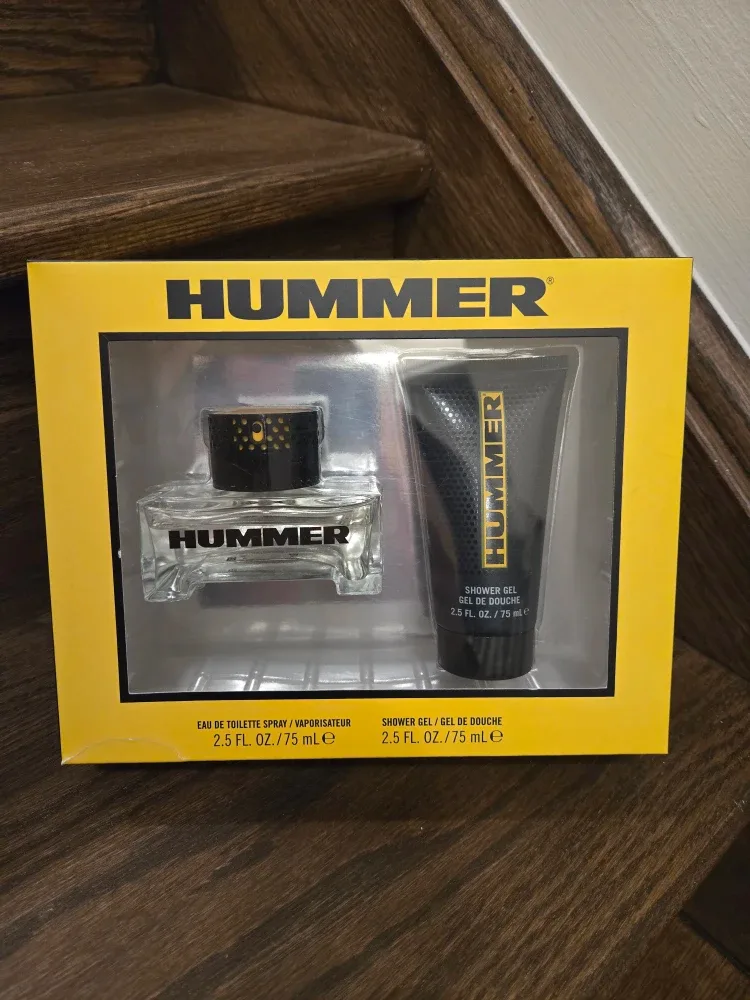 HUMMER®
HUMMER
HUMMER
SHOWER GEL
GEL DE DOUCHE
2.5 FL. OZ. / 75 mL ℮
EAU DE TOILETTE SPRAY / VAPORISATEUR
2.5 FL. OZ./75 mL ℮
SHOWER GEL / GEL DE DOUCHE
2.5 FL. OZ./75 mL ℮